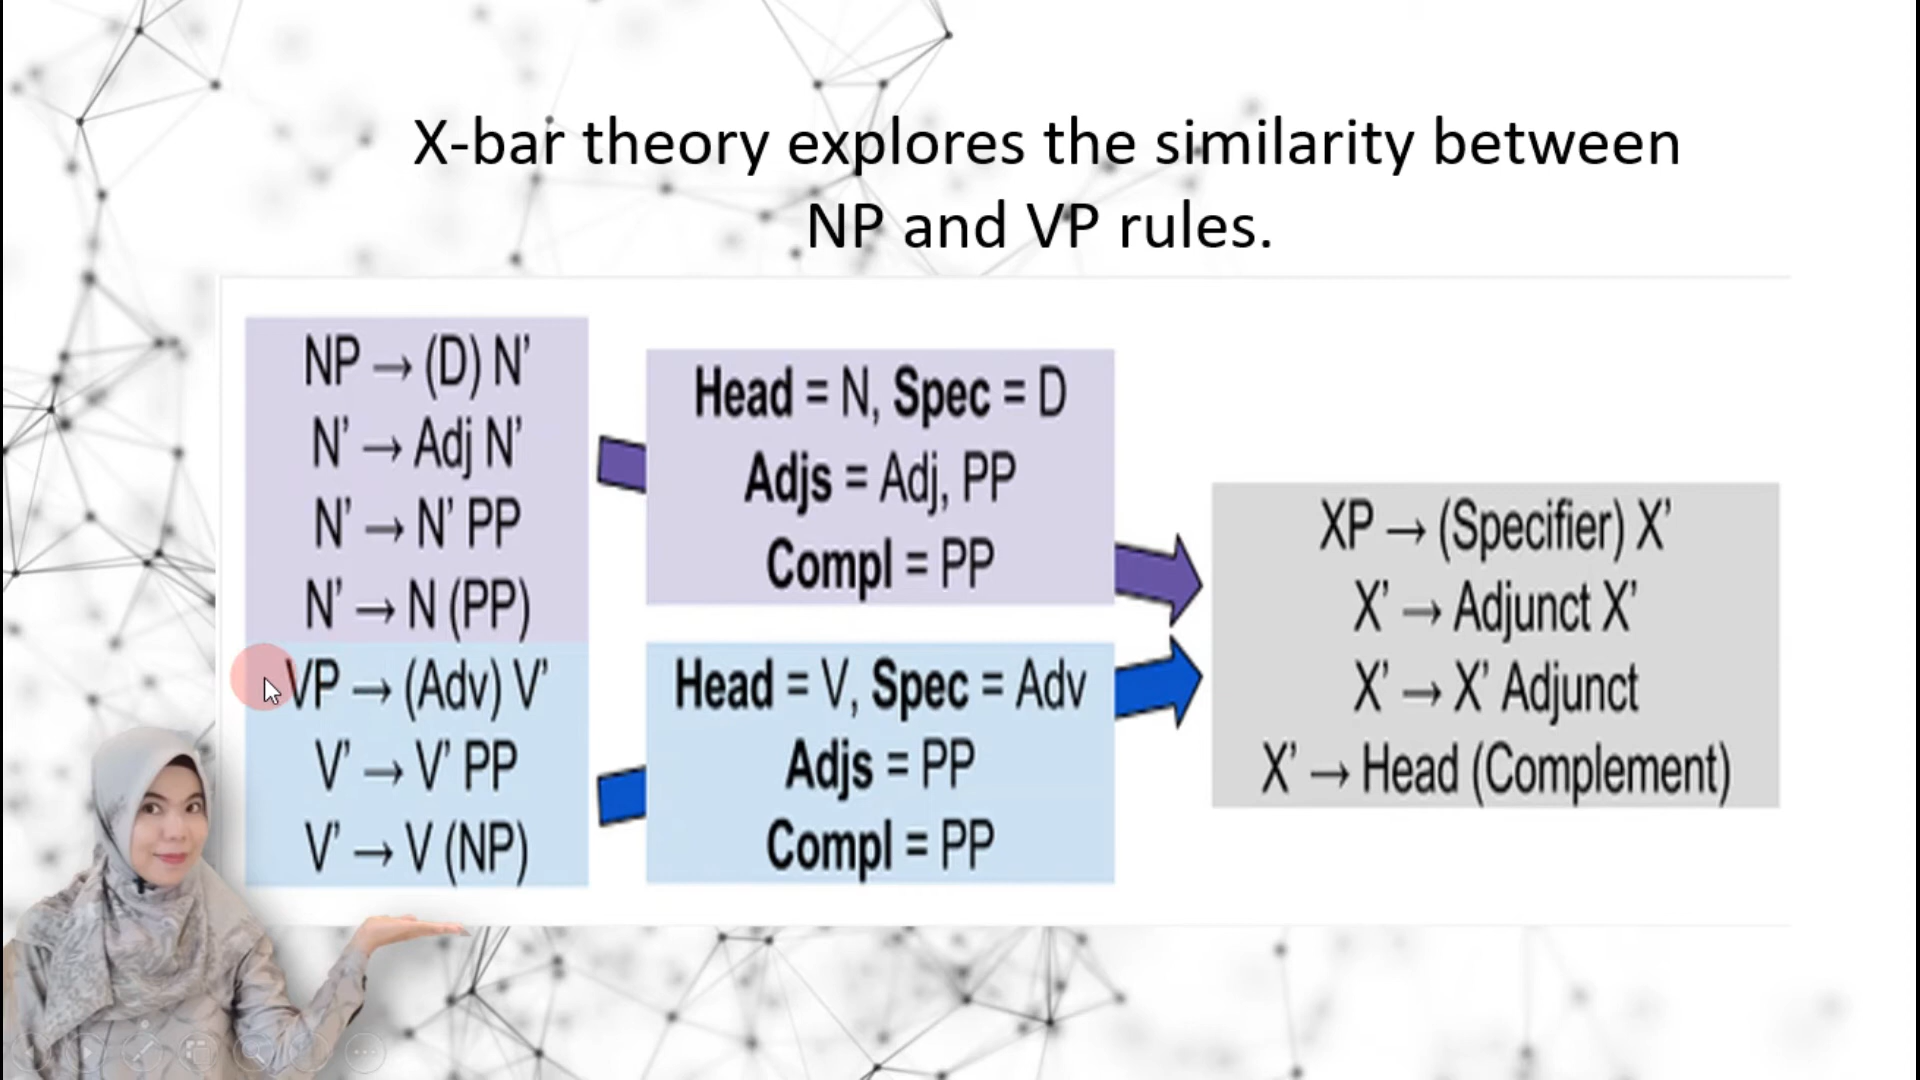 X-bar theory explores the similarity between
NP and VP rules.
NP → (D) N’
N’ → Adj N’
N’ → N’ PP
N’ → N (PP)
VP → (Adv) V’
V’ → V’ PP
V’ → V (NP)
Head = N, Spec = D
Adjs = Adj, PP
Compl = PP
Head = V, Spec = Adv
Adjs = PP
Compl = PP
XP → (Specifier) X’
X’ → Adjunct X’
X’ → X’ Adjunct
X’ → Head (Complement)